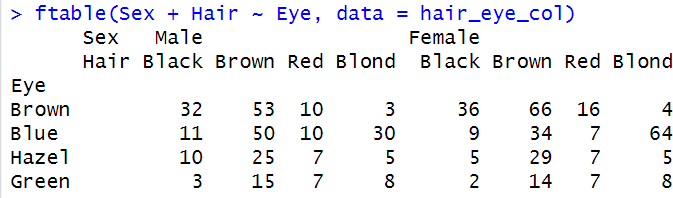 > ftable(Sex + Hair ~ Eye, data = hair_eye_col)
      Sex   Male                  Female
      Hair Black Brown Red Blond  Black Brown Red Blond
Eye
Brown         32    53  10     3     36    66  16     4
Blue          11    50  10    30      9    34   7    64
Hazel         10    25   7     5      5    29   7     5
Green          3    15   7     8      2    14   7     8